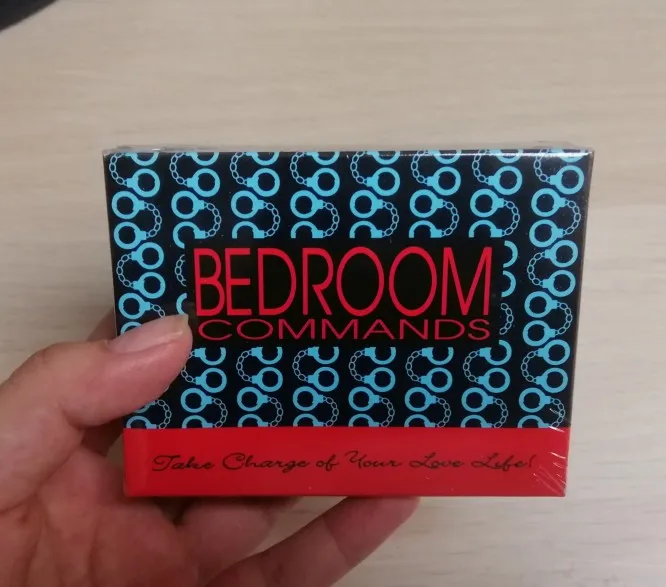 BEDROOM
COMMANDS
Take Charge of Your Love Life!